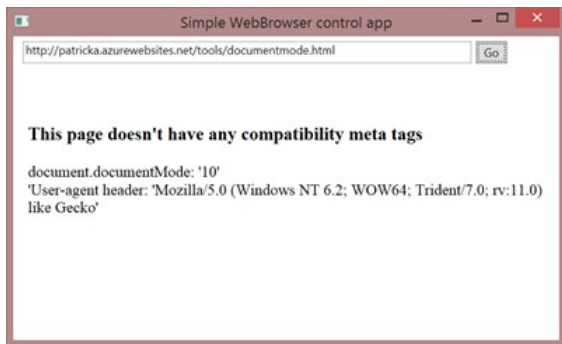 Simple WebBrowser control app
http://patricka.azurewebsites.net/tools/documentmode.html
Go
This page doesn't have any compatibility meta tags
document.documentMode: '10'
'User-agent header: 'Mozilla/5.0 (Windows NT 6.2; WOW64; Trident/7.0; rv:11.0)
like Gecko'